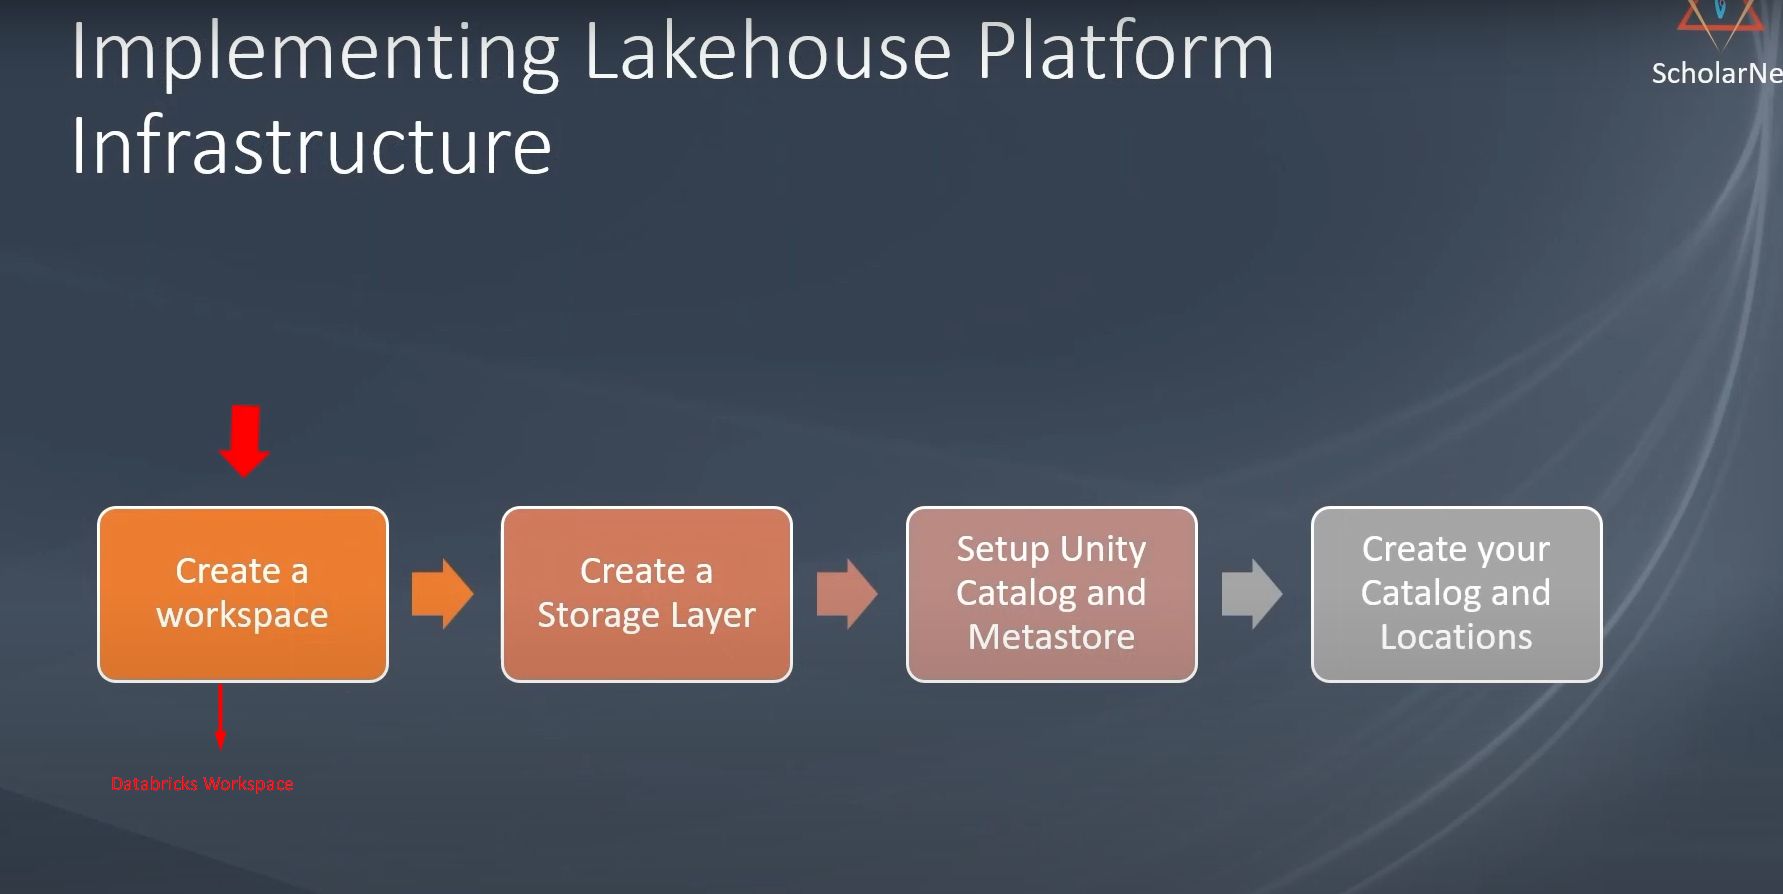 Implementing Lakehouse Platform
Infrastructure
ScholarNe
Create a
workspace
Create a
Storage Layer
Setup Unity
Catalog and
Metastore
Create your
Catalog and
Locations
Databricks Workspace